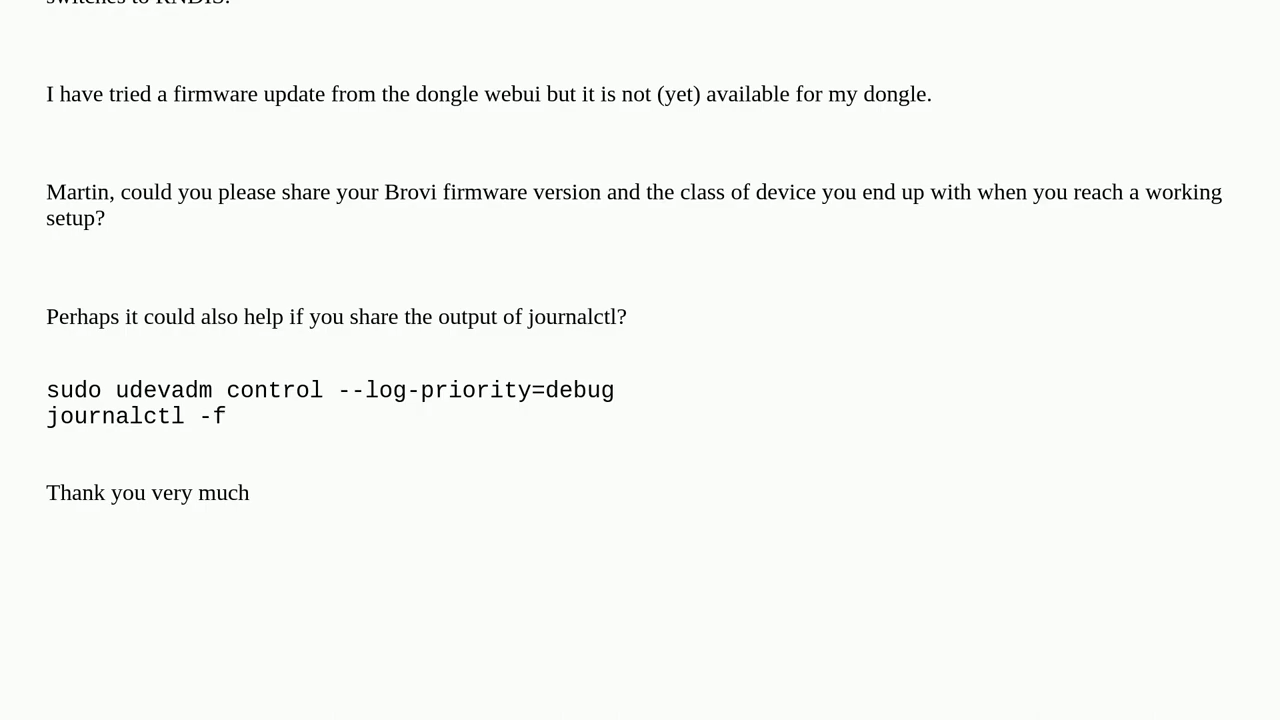 switches to RNDIS.
I have tried a firmware update from the dongle webui but it is not (yet) available for my dongle.
Martin, could you please share your Brovi firmware version and the class of device you end up with when you reach a working
setup?
Perhaps it could also help if you share the output of journalctl?
sudo udevadm control --log-priority=debug
journalctl -f
Thank you very much